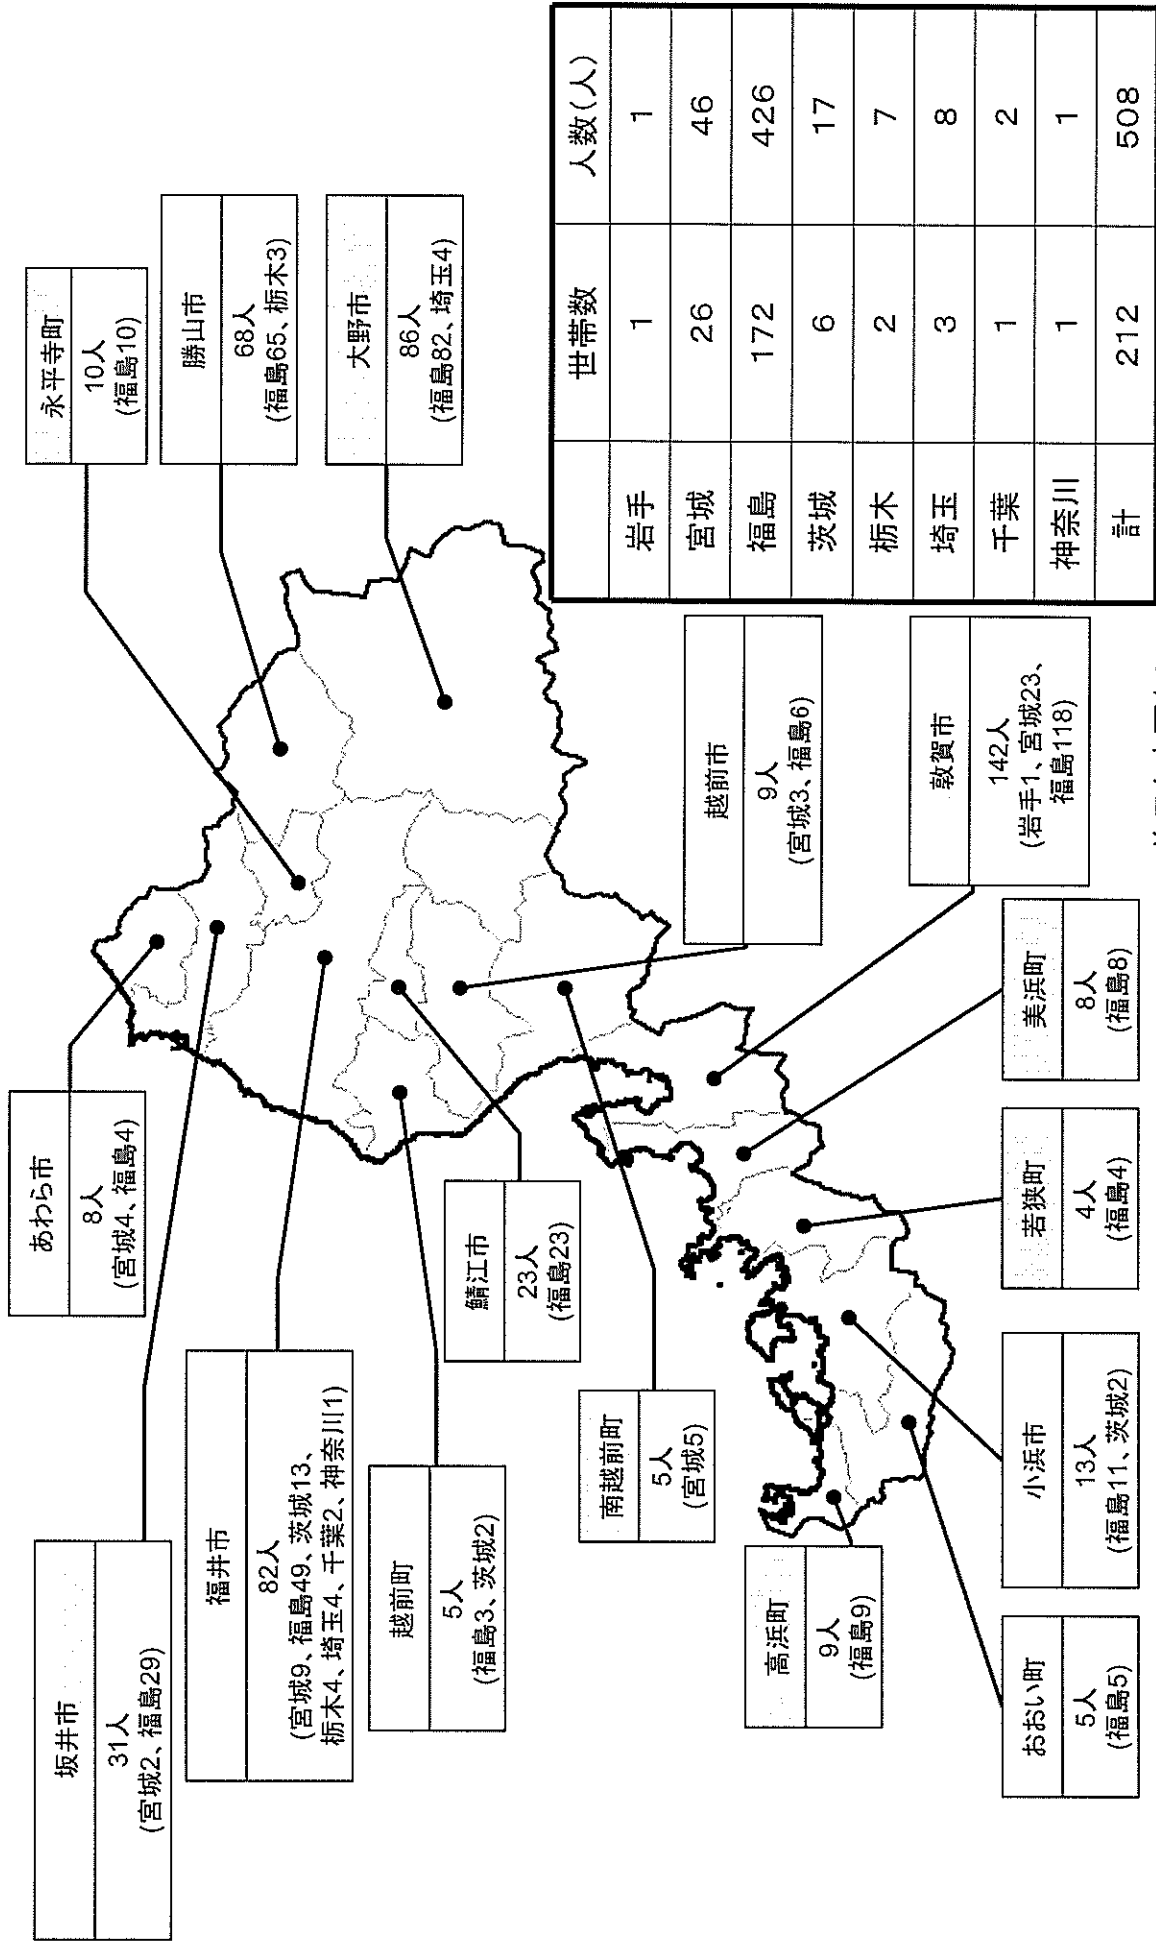 坂井市
31人
(宮城2、福島29)
あわら市
8人
(宮城4、福島4)
永平寺町
10人
(福島10)
勝山市
68人
(福島65、栃木3)
大野市
86人
(福島82、埼玉4)
福井市
82人
(宮城9、福島49、茨城13、
栃木4、埼玉4、千葉2、神奈川1)
越前町
5人
(福島3、茨城2)
鯖江市
23人
(福島23)
南越前町
5人
(宮城5)
越前市
9人
(宮城3、福島6)
敦賀市
142人
(岩手1、宮城23、
福島118)
高浜町
9人
(福島9)
おおい町
5人
(福島5)
小浜市
13人
(福島11、茨城2)
若狭町
4人
(福島4)
美浜町
8人
(福島8)
世帯数 人数(人)
岩手 1 1
宮城 26 46
福島 172 426
茨城 6 17
栃木 2 7
埼玉 3 8
千葉 1 2
神奈川 1 1
計 212 508